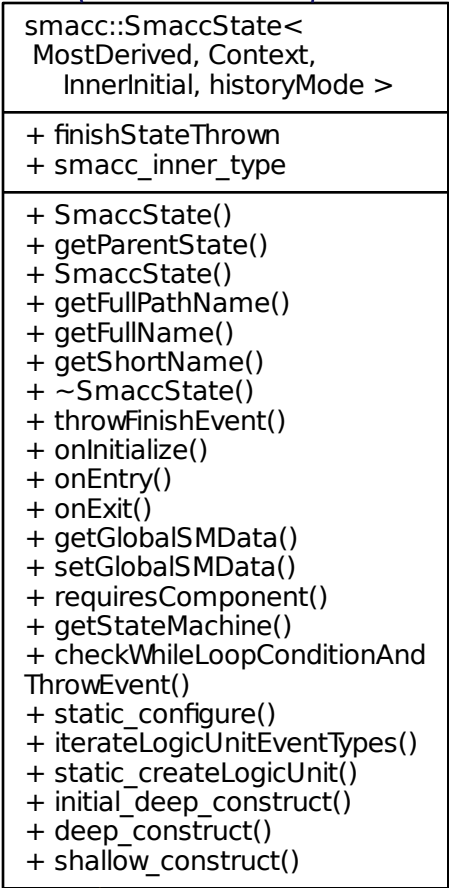 smacc::SmaccState<
MostDerived, Context,
InnerInitial, historyMode >
+ finishStateThrown
+ smacc_inner_type
+ SmaccState()
+ getParentState()
+ SmaccState()
+ getFullPathName()
+ getFullName()
+ getShortName()
+ ~SmaccState()
+ throwFinishEvent()
+ onInitialize()
+ onEntry()
+ onExit()
+ getGlobalSMData()
+ setGlobalSMData()
+ requiresComponent()
+ getStateMachine()
+ checkWhileLoopConditionAnd
ThrowEvent()
+ static_configure()
+ iterateLogicUnitEventTypes()
+ static_createLogicUnit()
+ initial_deep_construct()
+ deep_construct()
+ shallow_construct()